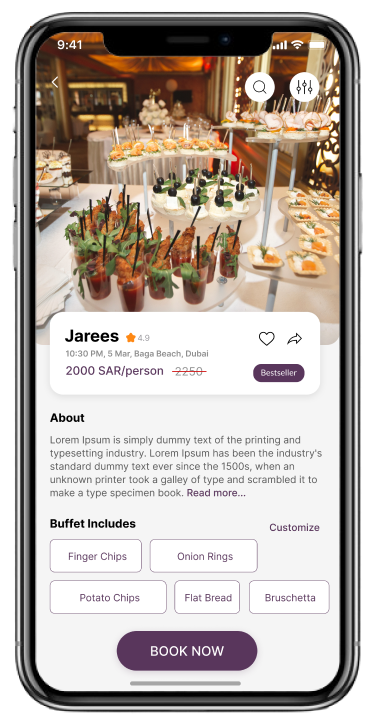 9:41
Jarees
4.9
10:30 PM, 5 Mar, Baga Beach, Dubai
2000 SAR/person 2250
Bestseller
About
Lorem Ipsum is simply dummy text of the printing and
typesetting industry. Lorem Ipsum has been the industry's
standard dummy text ever since the 1500s, when an
unknown printer took a galley of type and scrambled it to
make a type specimen book. Read more...
Buffet Includes
Customize
Finger Chips
Onion Rings
Potato Chips
Flat Bread
Bruschetta
BOOK NOW